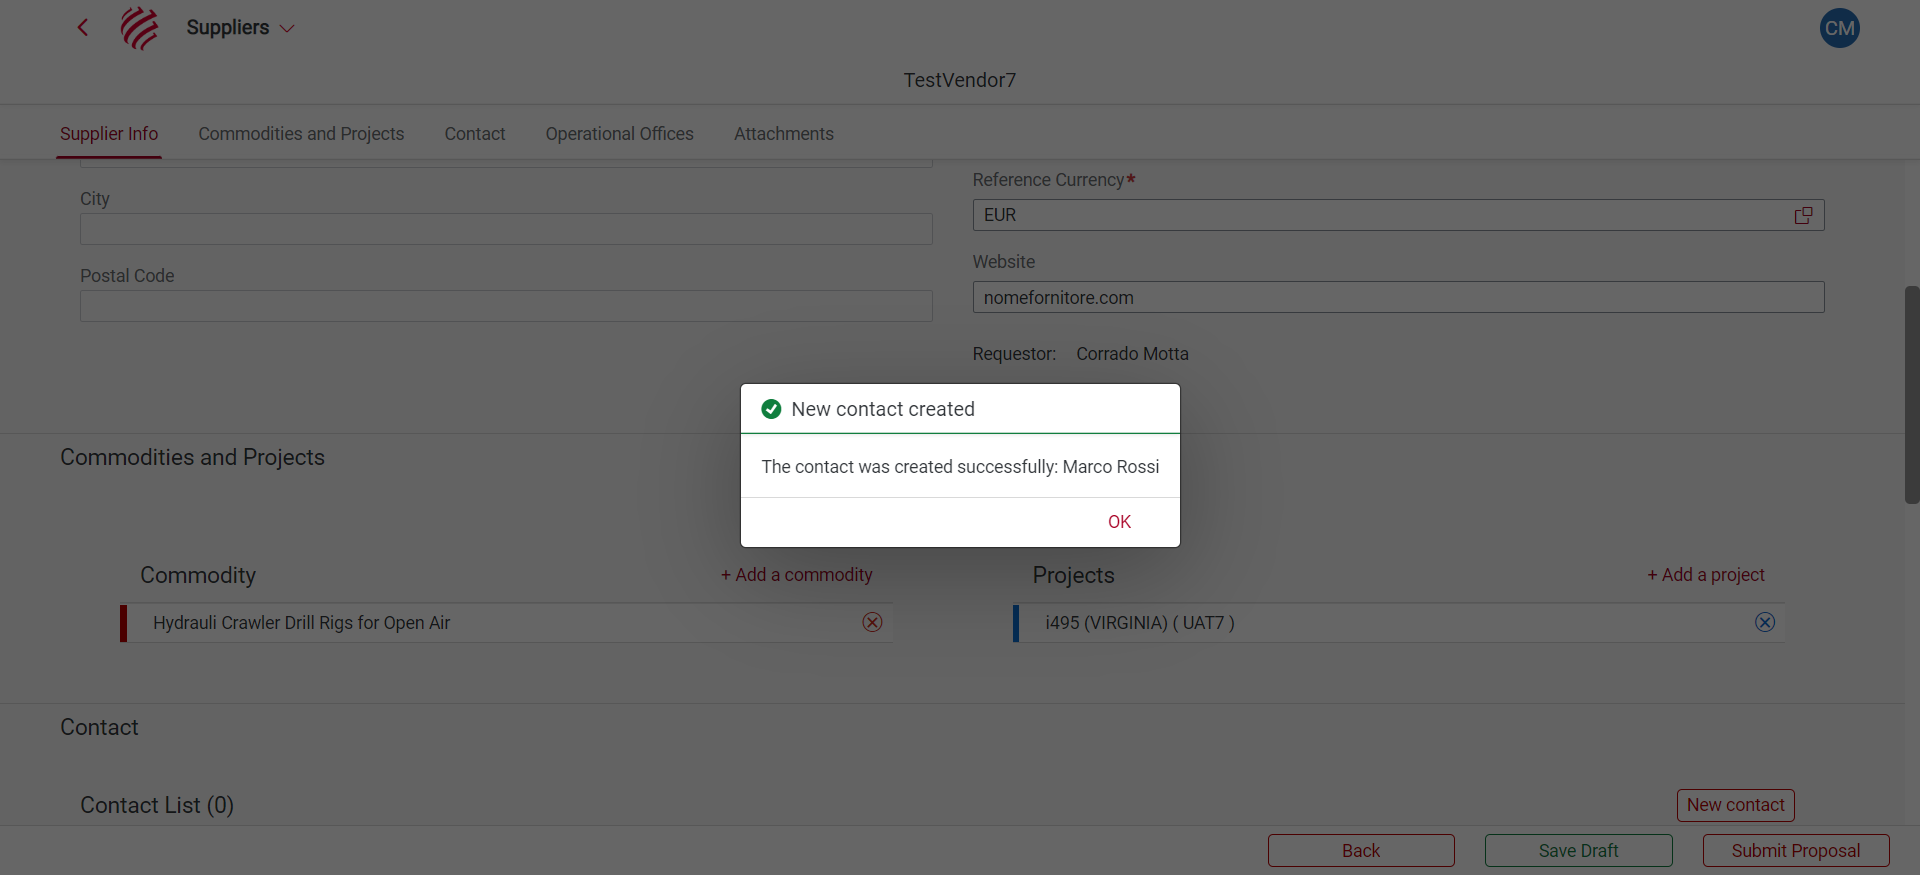 Suppliers
CM
TestVendor7
Supplier Info Commodities and Projects Contact Operational Offices Attachments
City
Postal Code
Reference Currency*
EUR
Website
nomefornitore.com
Requestor: Corrado Motta
New contact created
The contact was created successfully: Marco Rossi
OK
Commodities and Projects
Commodity
+ Add a commodity
Hydrauli Crawler Drill Rigs for Open Air
Projects
+ Add a project
i495 (VIRGINIA) ( UAT7 )
Contact
Contact List (0)
New contact
Back
Save Draft
Submit Proposal